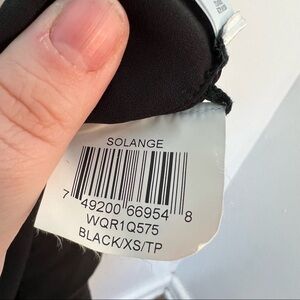 SOLANGE
7 49200 66954 8
WQR1Q575
BLACK/XS/TP